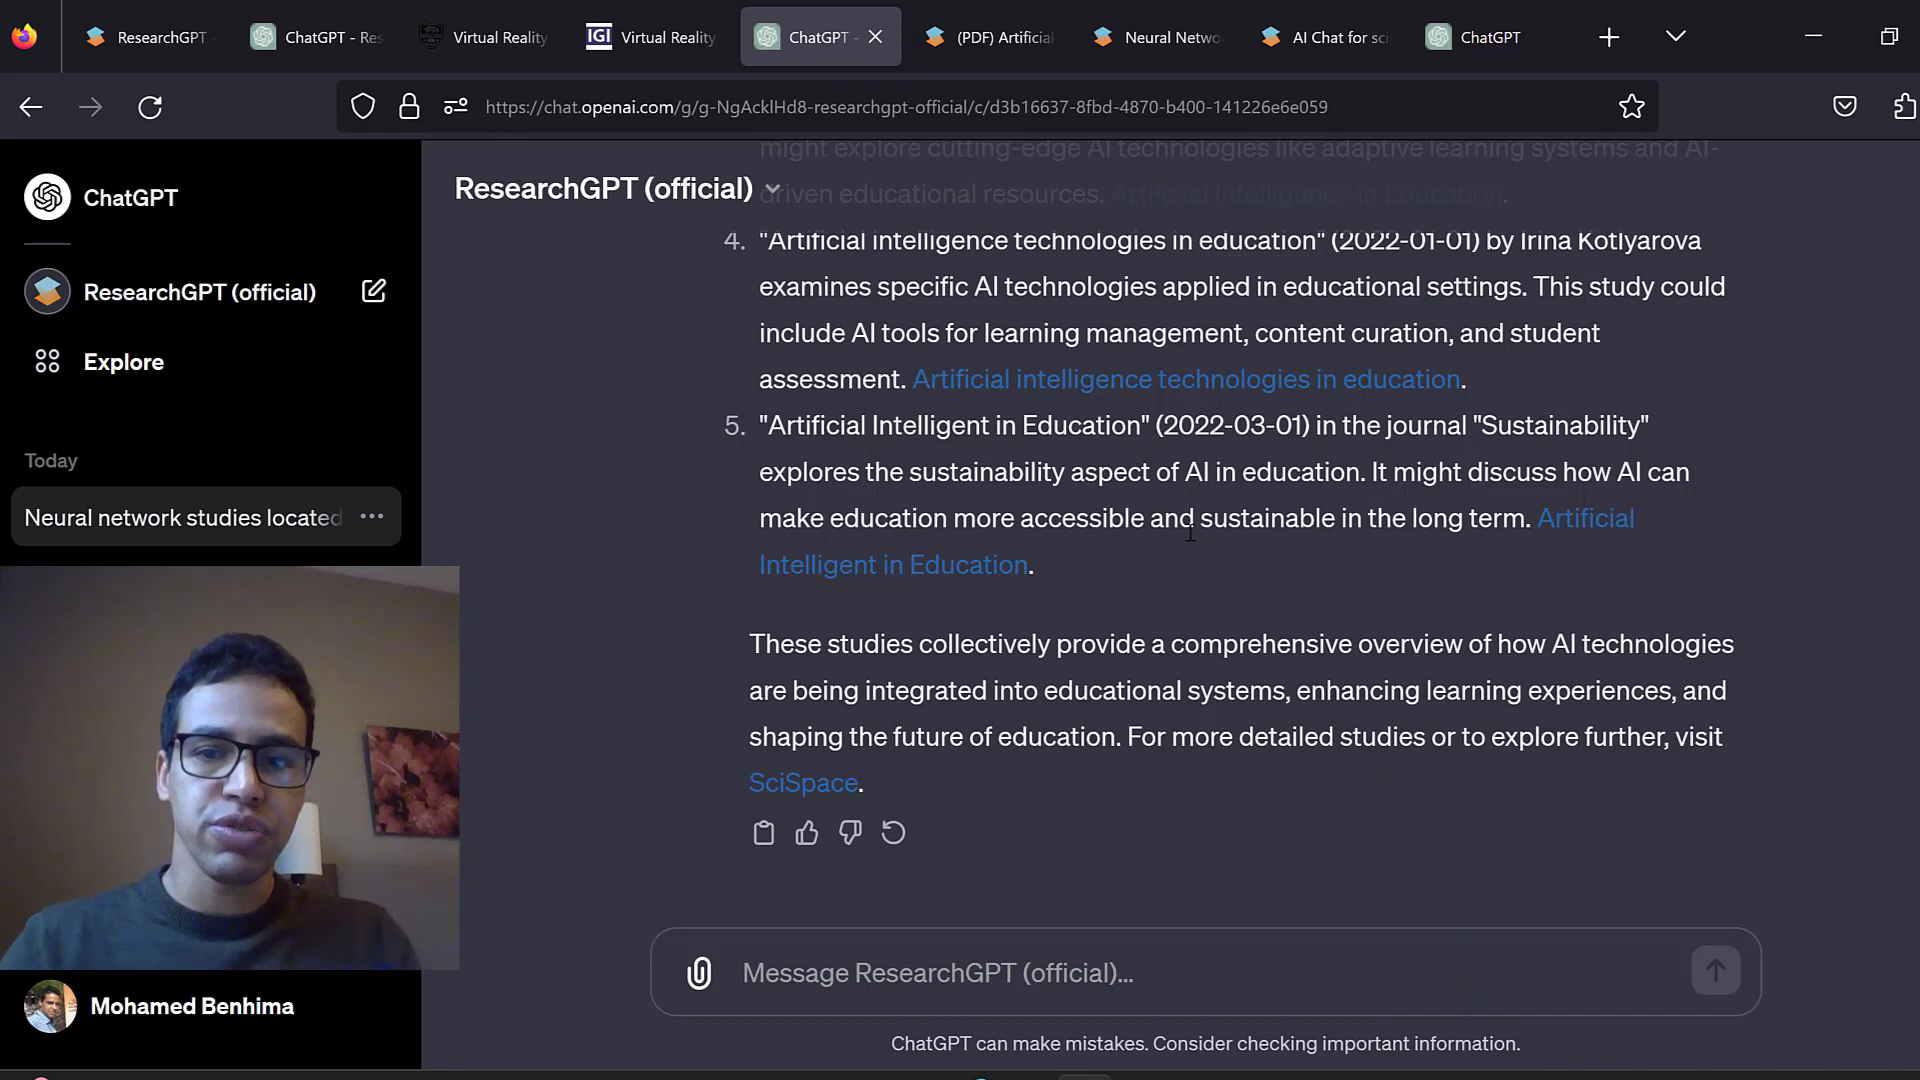 ResearchGPT -
ChatGPT - Res
Virtual Reality
IGI Virtual Reality
ChatGPT -
(PDF) Artificial
Neural Netwo
AI Chat for sci
ChatGPT
https://chat.openai.com/g/g-NgAcklHd8-researchgpt-official/c/d3b16637-8fbd-4870-b400-141226e6e059
ChatGPT
ResearchGPT (official)
Explore
Today
Neural network studies located
Mohamed Benhima
ResearchGPT (official)
might explore cutting-edge AI technologies like adaptive learning systems and AI-
driven educational resources. Artificial Intelligence in Education.
4. "Artificial intelligence technologies in education" (2022-01-01) by Irina Kotlyarova
examines specific AI technologies applied in educational settings. This study could
include AI tools for learning management, content curation, and student
assessment. Artificial intelligence technologies in education.
5. "Artificial Intelligent in Education" (2022-03-01) in the journal "Sustainability"
explores the sustainability aspect of AI in education. It might discuss how AI can
make education more accessible and sustainable in the long term. Artificial
Intelligent in Education.
These studies collectively provide a comprehensive overview of how AI technologies
are being integrated into educational systems, enhancing learning experiences, and
shaping the future of education. For more detailed studies or to explore further, visit
SciSpace.
Message ResearchGPT (official)...
ChatGPT can make mistakes. Consider checking important information.